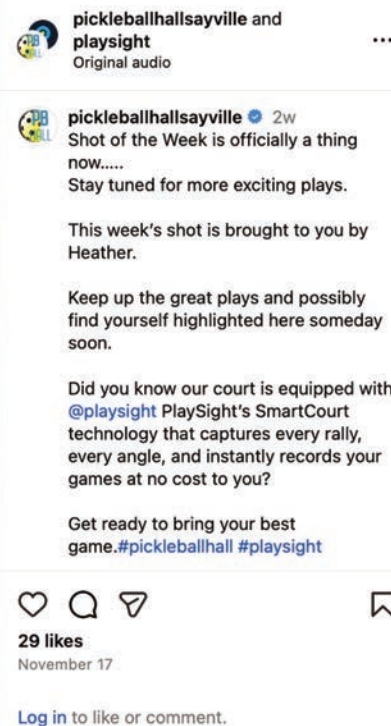 pickleballhallsayville and
playsight
Original audio
PB
ALL
pickleballhallsayville 2w
Shot of the Week is officially a thing
now.....
Stay tuned for more exciting plays.
This week's shot is brought to you by
Heather.
Keep up the great plays and possibly
find yourself highlighted here someday
soon.
Did you know our court is equipped with
@playsight PlaySight's SmartCourt
technology that captures every rally,
every angle, and instantly records your
games at no cost to you?
Get ready to bring your best
game.#pickleballhall #playsight
29 likes
November 17
Log in to like or comment.